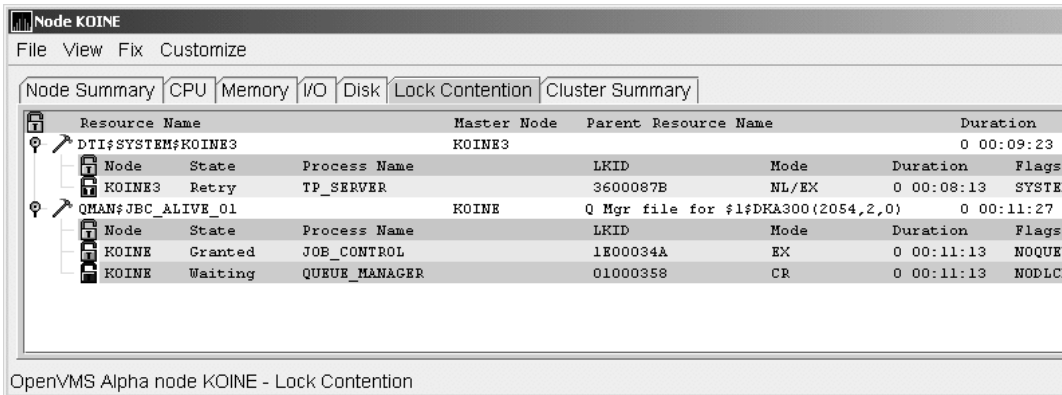 Node KOINE
File View Fix Customize
Node Summary CPU Memory I/O Disk Lock Contention Cluster Summary
Resource Name Master Node Parent Resource Name Duration
DTI$SYSTEM$KOINE3 KOINE3 0 00:09:23
Node State Process Name LKID Mode Duration Flags
KOINE3 Retry TP_SERVER 3600087B NL/EX 0 00:08:13 SYSTE
QMAN$JBC_ALIVE_01 KOINE Q Mgr file for $1$DKA300(2054,2,0) 0 00:11:27
Node State Process Name LKID Mode Duration Flags
KOINE Granted JOB_CONTROL 1E00034A EX 0 00:11:13 NOQUE
KOINE Waiting QUEUE_MANAGER 01000358 CR 0 00:11:13 NODLC
OpenVMS Alpha node KOINE - Lock Contention